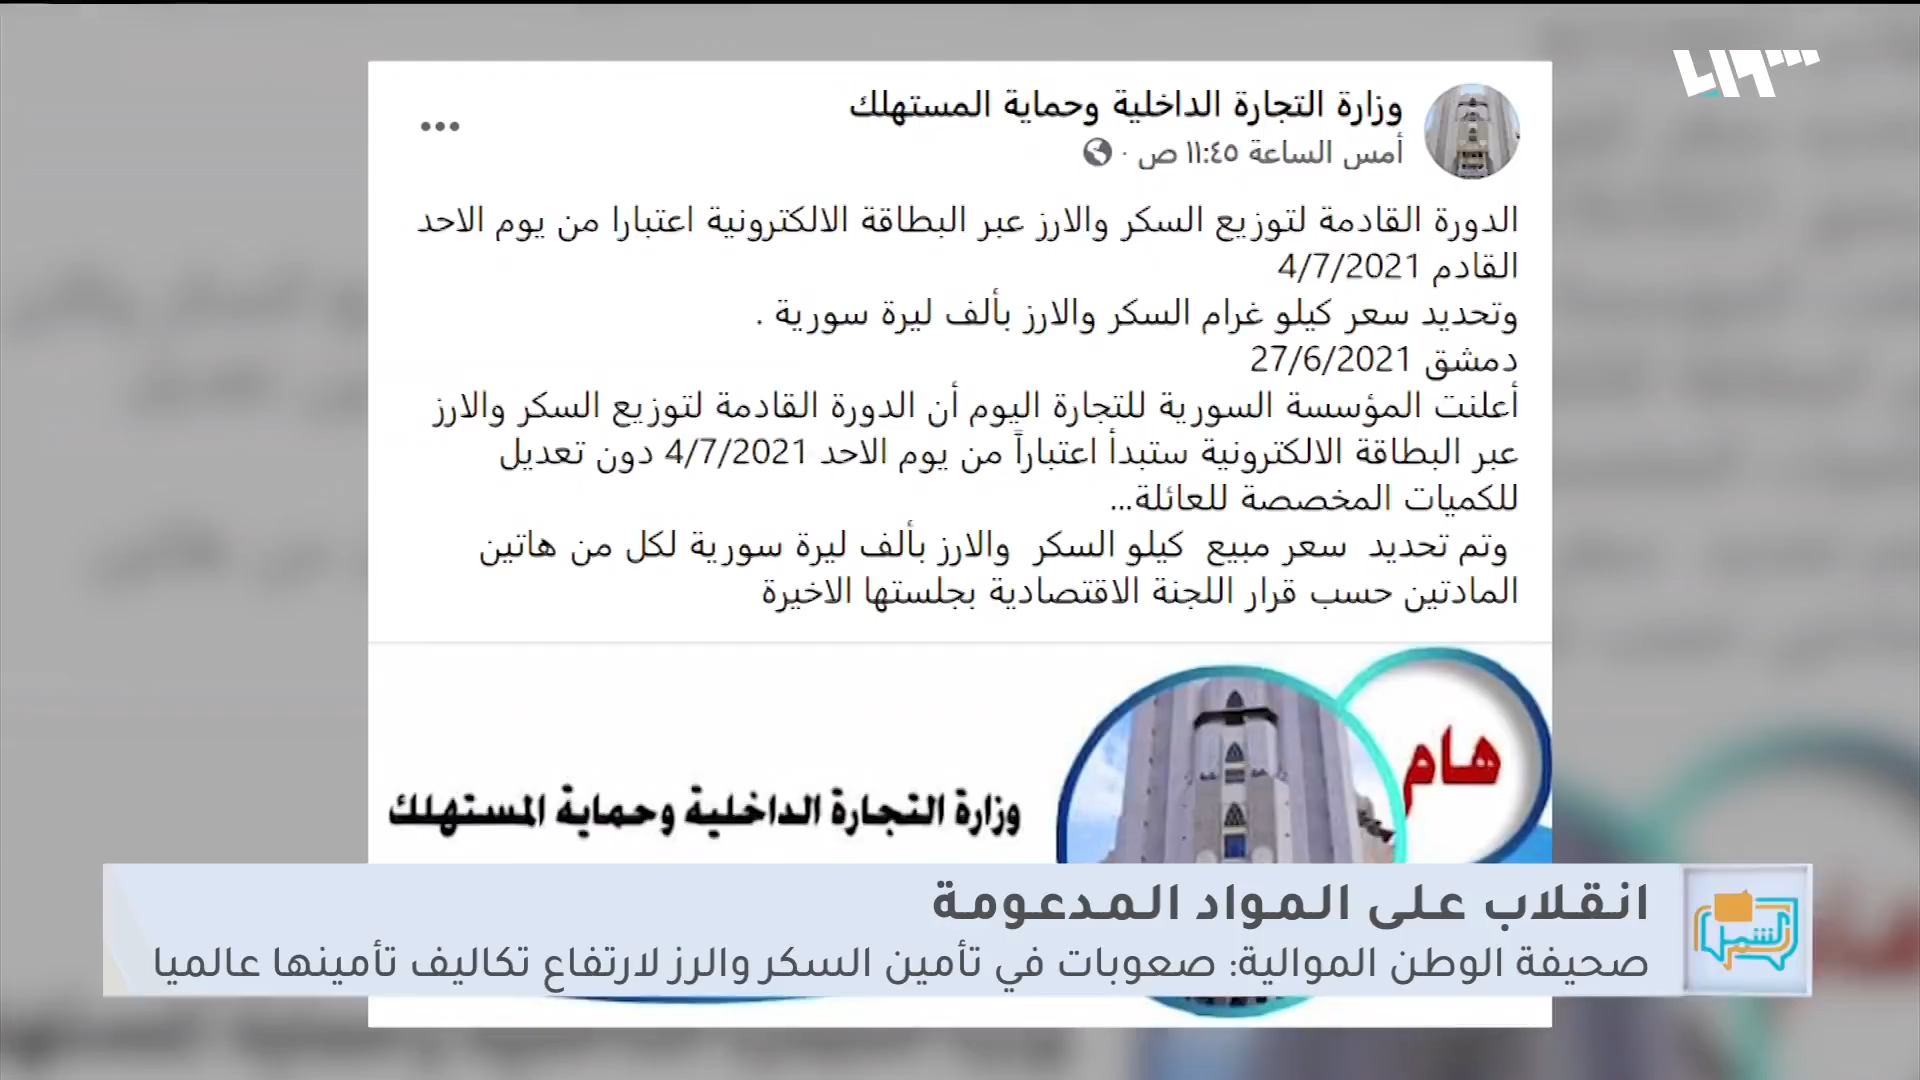 سوريا
وزارة التجارة الداخلية وحماية المستهلك
أمس الساعة ١١:٤٥ ص ·
الدورة القادمة لتوزيع السكر والارز عبر البطاقة الالكترونية اعتبارا من يوم الاحد
القادم 4/7/2021
وتحديد سعر كيلو غرام السكر والارز بألف ليرة سورية .
دمشق 27/6/2021
أعلنت المؤسسة السورية للتجارة اليوم أن الدورة القادمة لتوزيع السكر والارز
عبر البطاقة الالكترونية ستبدأ اعتباراً من يوم الاحد 4/7/2021 دون تعديل
للكميات المخصصة للعائلة...
وتم تحديد سعر مبيع كيلو السكر والارز بألف ليرة سورية لكل من هاتين
المادتين حسب قرار اللجنة الاقتصادية بجلستها الاخيرة
هام
وزارة التجارة الداخلية وحماية المستهلك
انقلاب على المواد المدعومة
صحيفة الوطن الموالية: صعوبات في تأمين السكر والرز لارتفاع تكاليف تأمينها عالميا